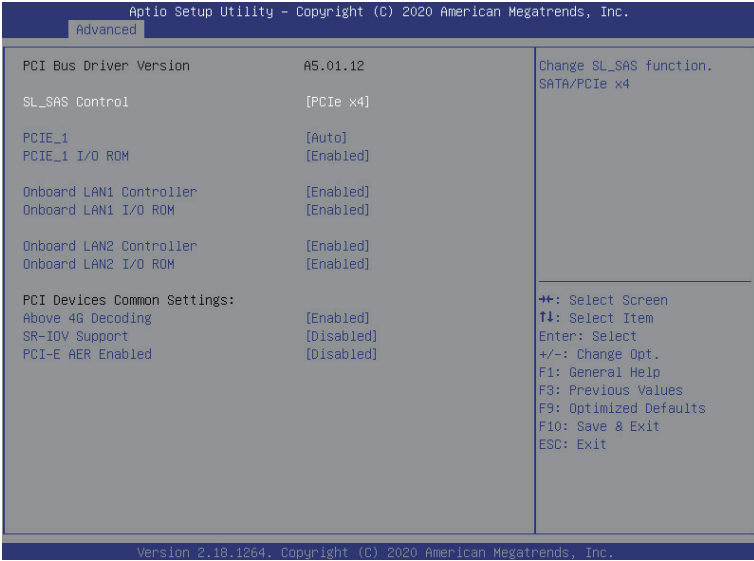 Aptio Setup Utility – Copyright (C) 2020 American Megatrends, Inc.
Advanced
PCI Bus Driver Version A5.01.12
SL_SAS Control [PCIe x4]
PCIE_1 [Auto]
PCIE_1 I/O ROM [Enabled]
Onboard LAN1 Controller [Enabled]
Onboard LAN1 I/O ROM [Enabled]
Onboard LAN2 Controller [Enabled]
Onboard LAN2 I/O ROM [Enabled]
PCI Devices Common Settings:
Above 4G Decoding [Enabled]
SR-IOV Support [Disabled]
PCI-E AER Enabled [Disabled]
Change SL_SAS function.
SATA/PCIe x4
→←: Select Screen
↑↓: Select Item
Enter: Select
+/-: Change Opt.
F1: General Help
F3: Previous Values
F9: Optimized Defaults
F10: Save & Exit
ESC: Exit
Version 2.18.1264. Copyright (C) 2020 American Megatrends, Inc.